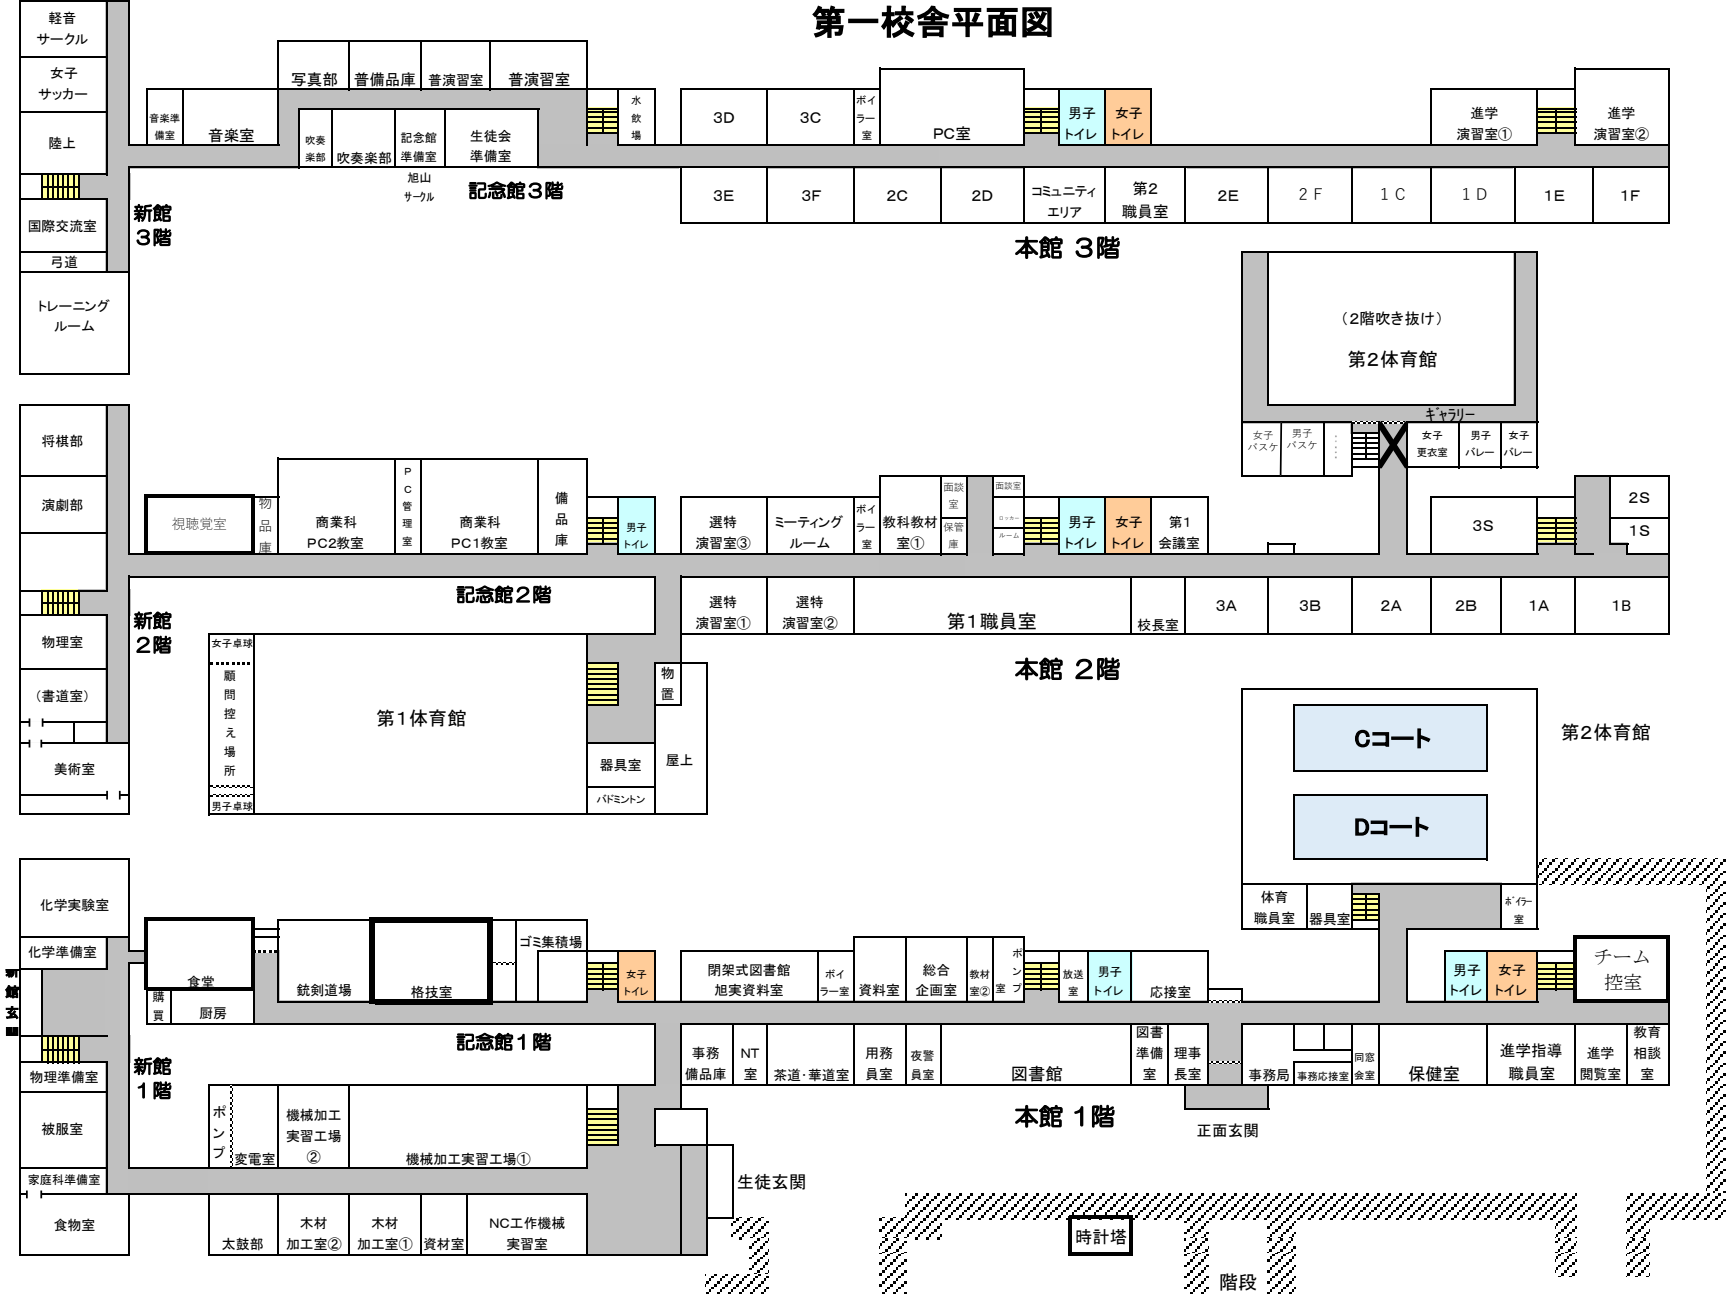 第一校舎平面図
軽音
サークル
女子
サッカー
陸上
国際交流室
弓道
トレーニング
ルーム
新館
3階
音楽準
備室
音楽室
写真部
普備品庫
普演習室
普演習室
吹奏
楽部
吹奏楽部
記念館
準備室
生徒会
準備室
旭山
サークル
記念館3階
水
飲
場
3D
3C
ボイ
ラー
室
PC室
男子
トイレ
女子
トイレ
進学
演習室①
進学
演習室②
3E
3F
2C
2D
コミュニティ
エリア
第2
職員室
2E
2F
1C
1D
1E
1F
本館 3階
(2階吹き抜け)
第2体育館
ギャラリー
女子
バスケ
男子
バスケ
女子
更衣室
男子
バレー
女子
バレー
将棋部
演劇部
物理室
(書道室)
美術室
新館
2階
視聴覚室
物
品
庫
商業科
PC2教室
P
C
管
理
室
商業科
PC1教室
備
品
庫
男子
トイレ
記念館2階
選特
演習室③
ミーティング
ルーム
ボイ
ラー
室
教科教材
室①
面談
室
保管
庫
面談室
ロッカー
ルーム
男子
トイレ
女子
トイレ
第1
会議室
3S
2S
1S
選特
演習室①
選特
演習室②
第1職員室
校長室
3A
3B
2A
2B
1A
1B
本館 2階
女子卓球
顧
問
控
え
場
所
男子卓球
第1体育館
物
置
器具室
バドミントン
屋上
Cコート
Dコート
第2体育館
体育
職員室
器具室
ボイラー
室
化学実験室
化学準備室
新
館
玄
関
物理準備室
被服室
家庭科準備室
食物室
新館
1階
食堂
購
買
厨房
銃剣道場
格技室
ゴミ集積場
女子
トイレ
記念館1階
閉架式図書館
旭実資料室
ボイ
ラー室
資料室
総合
企画室
教材
室②
ポ
ン
プ
室
放送
室
男子
トイレ
応接室
男子
トイレ
女子
トイレ
チーム
控室
事務
備品庫
NT
室
茶道・華道室
用務
員室
夜警
員室
図書館
図書
準備
室
理事
長室
事務局
事務応接室
同窓
会室
保健室
進学指導
職員室
進学
閲覧室
教育
相談
室
本館 1階
正面玄関
ポ
ン
プ
変電室
機械加工
実習工場
②
機械加工実習工場①
太鼓部
木材
加工室②
木材
加工室①
資材室
NC工作機械
実習室
生徒玄関
時計塔
階段